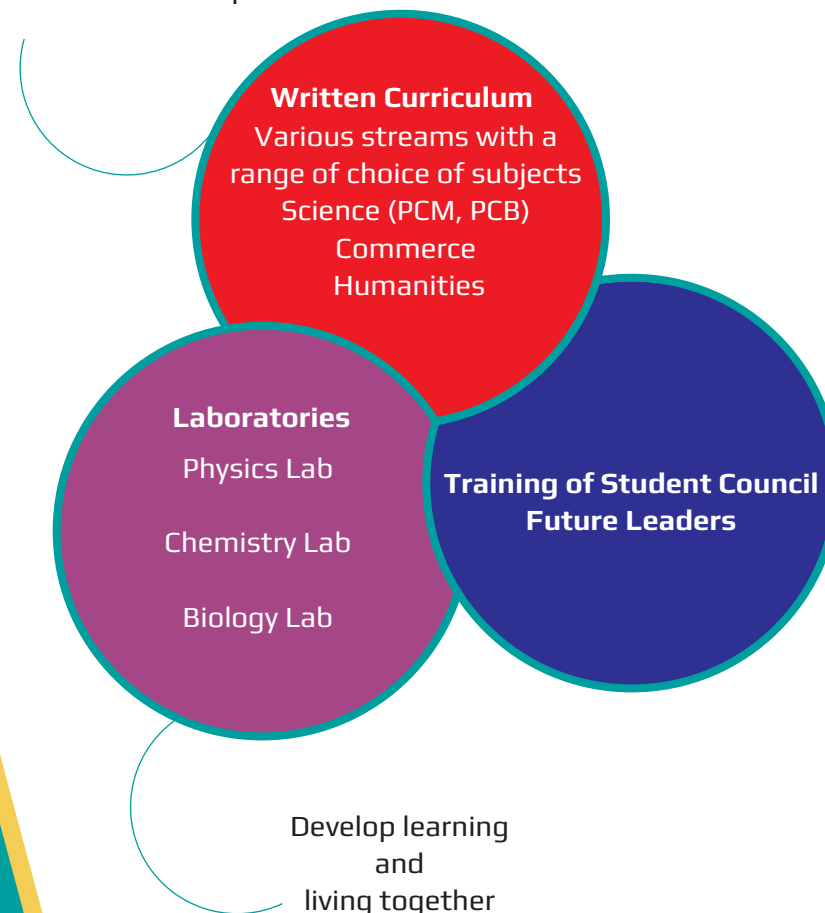 Written Curriculum
Various streams with a
range of choice of subjects
Science (PCM, PCB)
Commerce
Humanities
Laboratories
Physics Lab
Chemistry Lab
Biology Lab
Training of Student Council
Future Leaders
Develop learning
and
living together